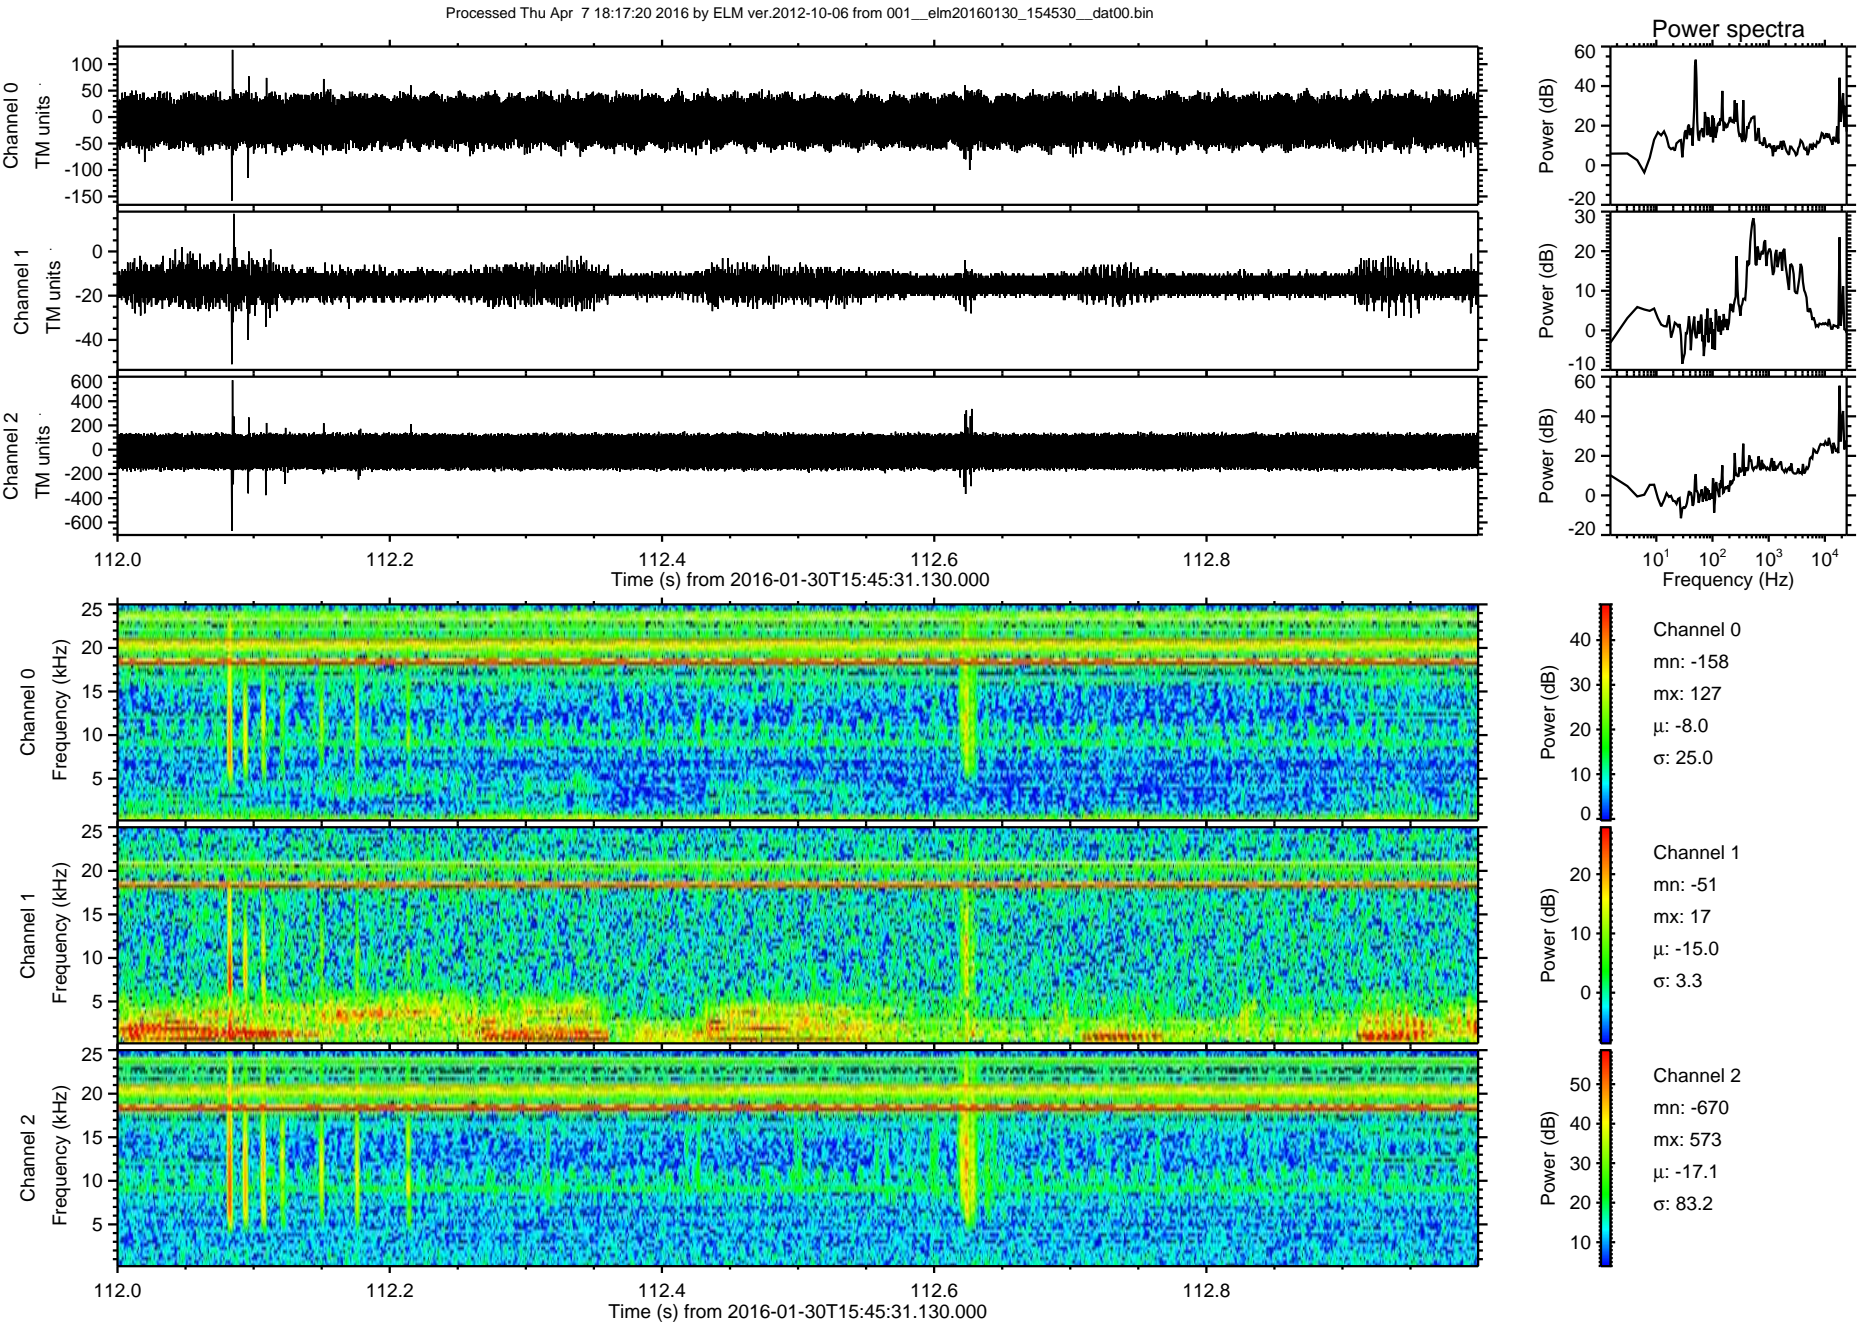 Processed Thu Apr  7 18:17:20 2016 by ELM ver.2012-10-06 from 001__elm20160130_154530__dat00.bin
Power spectra
Channel 0
TM units
100
50
0
-50
-100
-150
Power (dB)
60
40
20
0
-20
Channel 1
TM units
0
-20
-40
Power (dB)
30
20
10
0
-10
Channel 2
TM units
600
400
200
0
-200
-400
-600
Power (dB)
60
40
20
0
-20
112.0
112.2
112.4
112.6
112.8
Time (s) from 2016-01-30T15:45:31.130.000
10^1
10^2
10^3
10^4
Frequency (Hz)
Channel 0
Frequency (kHz)
25
20
15
10
5
Power (dB)
40
30
20
10
0
Channel 0
mn: -158
mx: 127
µ: -8.0
σ: 25.0
Channel 1
Frequency (kHz)
25
20
15
10
5
Power (dB)
20
10
0
Channel 1
mn: -51
mx: 17
µ: -15.0
σ: 3.3
Channel 2
Frequency (kHz)
25
20
15
10
5
Power (dB)
50
40
30
20
10
Channel 2
mn: -670
mx: 573
µ: -17.1
σ: 83.2
112.0
112.2
112.4
112.6
112.8
Time (s) from 2016-01-30T15:45:31.130.000